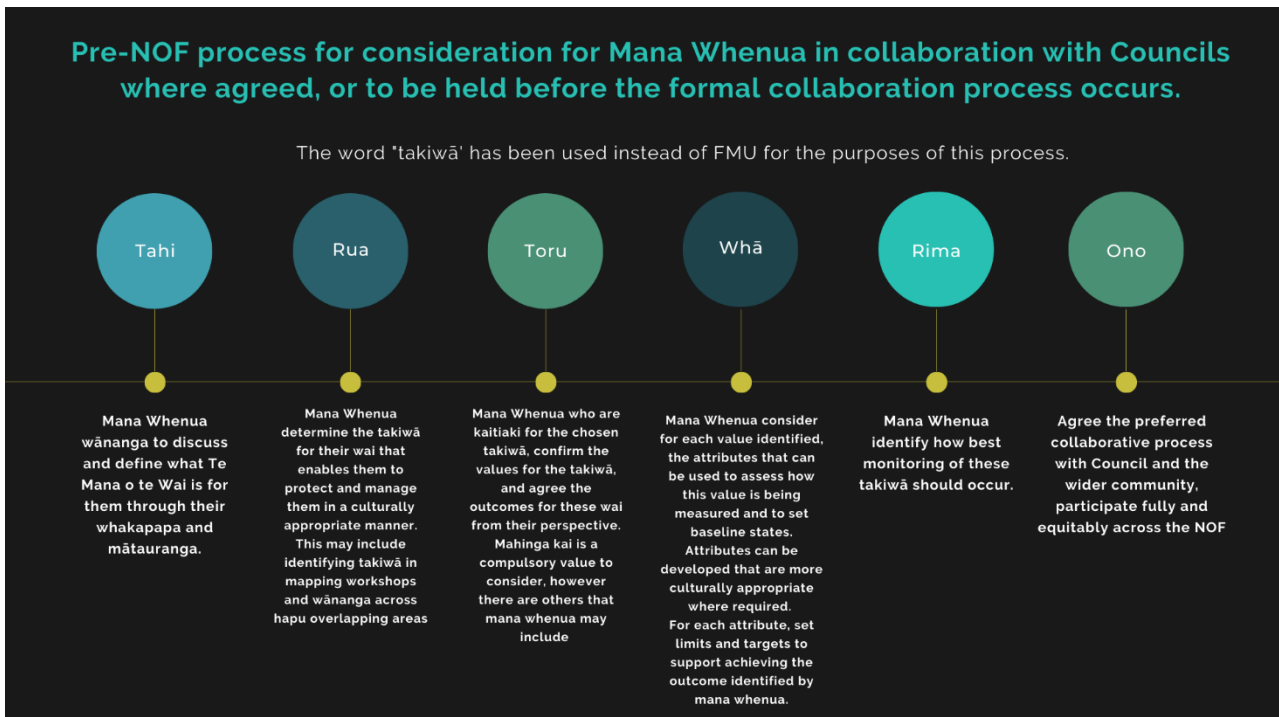 Pre-NOF process for consideration for Mana Whenua in collaboration with Councils
where agreed, or to be held before the formal collaboration process occurs.
The word "takiwā' has been used instead of FMU for the purposes of this process.
Tahi
Mana Whenua
wānanga to discuss
and define what Te
Mana o te Wai is for
them through their
whakapapa and
mātauranga.
Rua
Mana Whenua
determine the takiwā
for their wai that
enables them to
protect and manage
them in a culturally
appropriate manner.
This may include
identifying takiwā in
mapping workshops
and wānanga across
hapu overlapping areas
Toru
Mana Whenua who are
kaitiaki for the chosen
takiwā, confirm the
values for the takiwā,
and agree the
outcomes for these wai
from their perspective.
Mahinga kai is a
compulsory value to
consider, however
there are others that
mana whenua may
include
Whā
Mana Whenua consider
for each value identified,
the attributes that can
be used to assess how
this value is being
measured and to set
baseline states.
Attributes can be
developed that are more
culturally appropriate
where required.
For each attribute, set
limits and targets to
support achieving the
outcome identified by
mana whenua.
Rima
Mana Whenua
identify how best
monitoring of these
takiwā should occur.
Ono
Agree the preferred
collaborative process
with Council and the
wider community,
participate fully and
equitably across the NOF